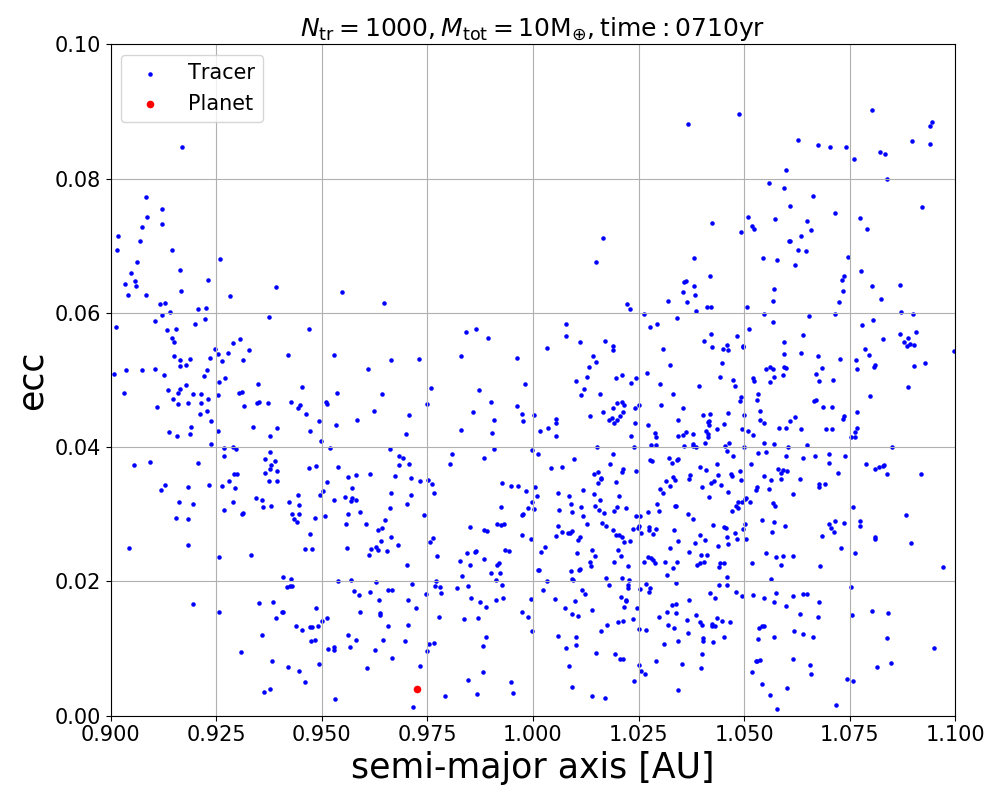 N_tr = 1000, M_tot = 10M_⊕, time : 0710yr
0.10
Tracer
Planet
0.08
0.06
ecc
0.04
0.02
0.00
0.900 0.925 0.950 0.975 1.000 1.025 1.050 1.075 1.100
semi-major axis [AU]